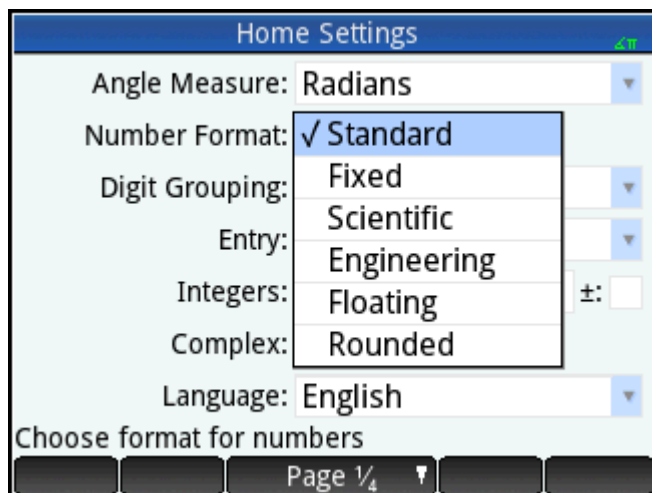 Home Settings
∡π
Angle Measure: Radians
Number Format: √ Standard
Fixed
Digit Grouping:
Scientific
Entry:
Engineering
Integers:
Floating
±:
Complex:
Rounded
Language: English
Choose format for numbers
Page ¼